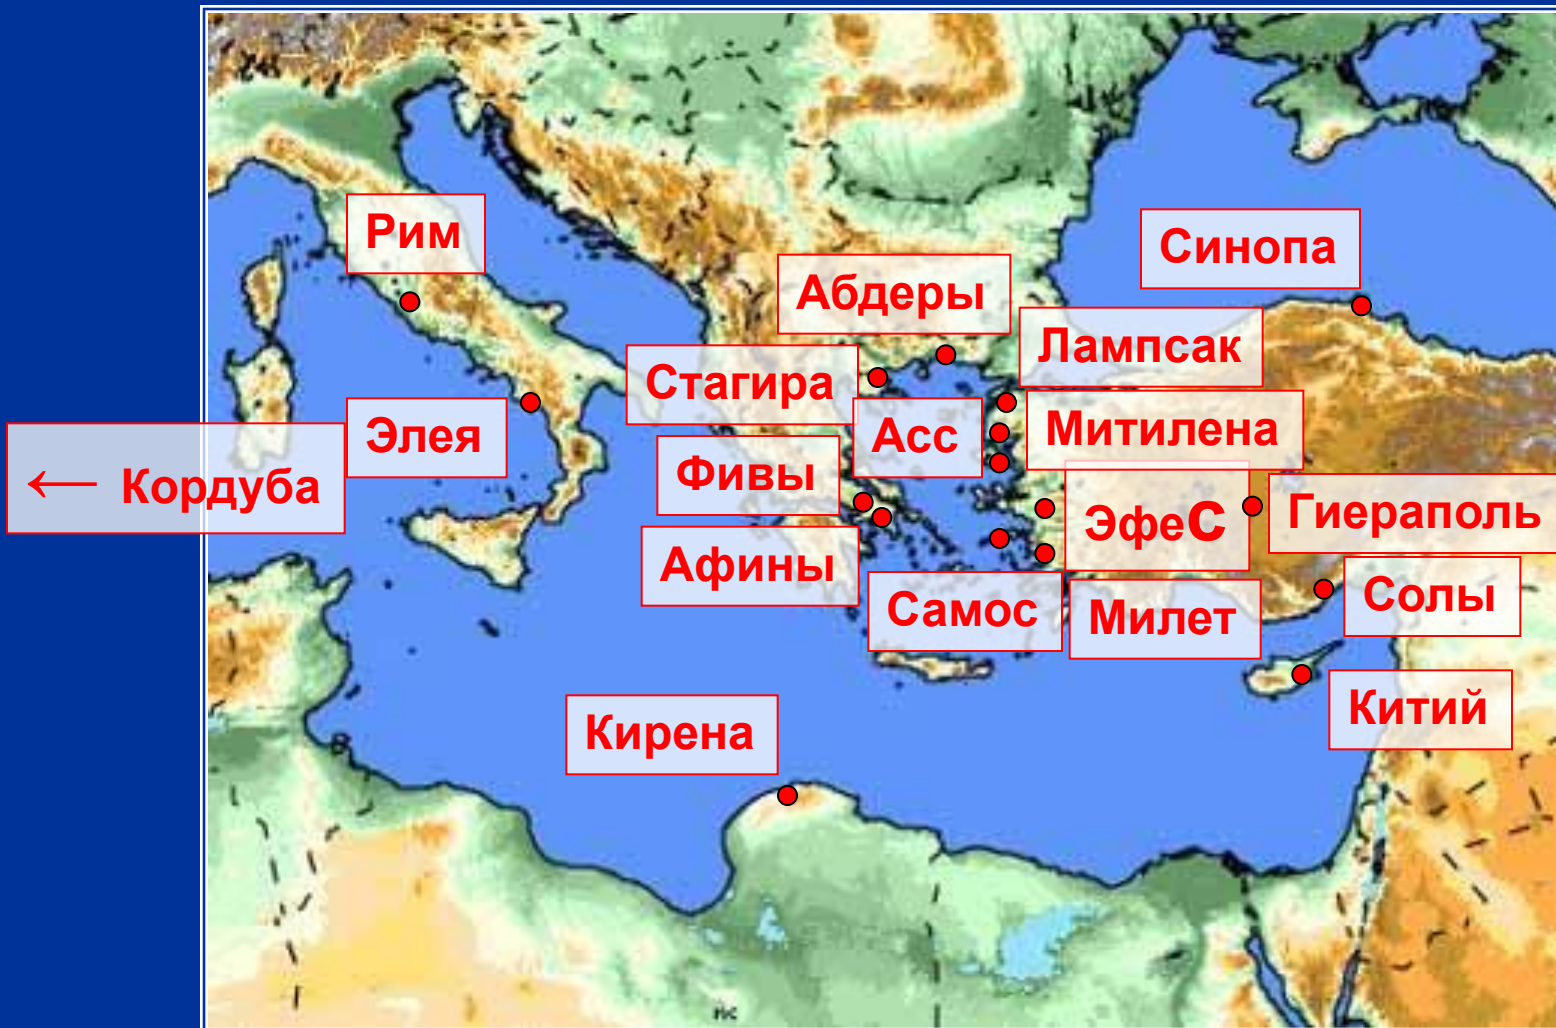 Рим
Синопа
Абдеры
Лампсак
Стагира
Асс
Митилена
Элея
← Кордуба
Фивы
ЭфеС
Гиераполь
Афины
Самос
Милет
Солы
Китий
Кирена